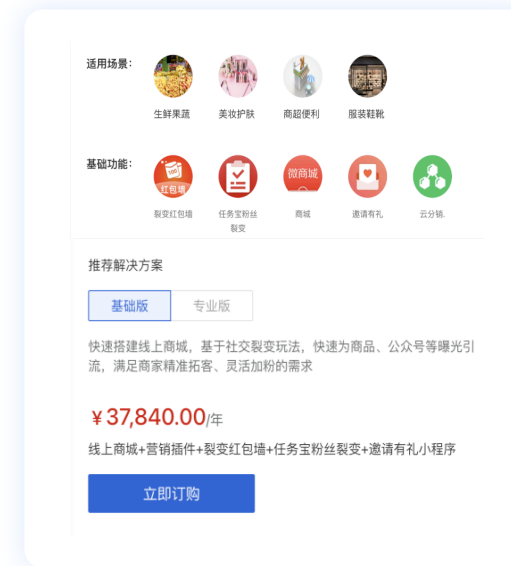 适用场景：
生鲜果蔬 美妆护肤 商超便利 服装鞋靴
基础功能：
100
红包墙
微商城
裂变红包墙 任务宝粉丝 商城 邀请有礼 云分销.
裂变
推荐解决方案
基础版 专业版
快速搭建线上商城，基于社交裂变玩法，快速为商品、公众号等曝光引
流，满足商家精准拓客、灵活加粉的需求
￥37,840.00/年
线上商城+营销插件+裂变红包墙+任务宝粉丝裂变+邀请有礼小程序
立即订购